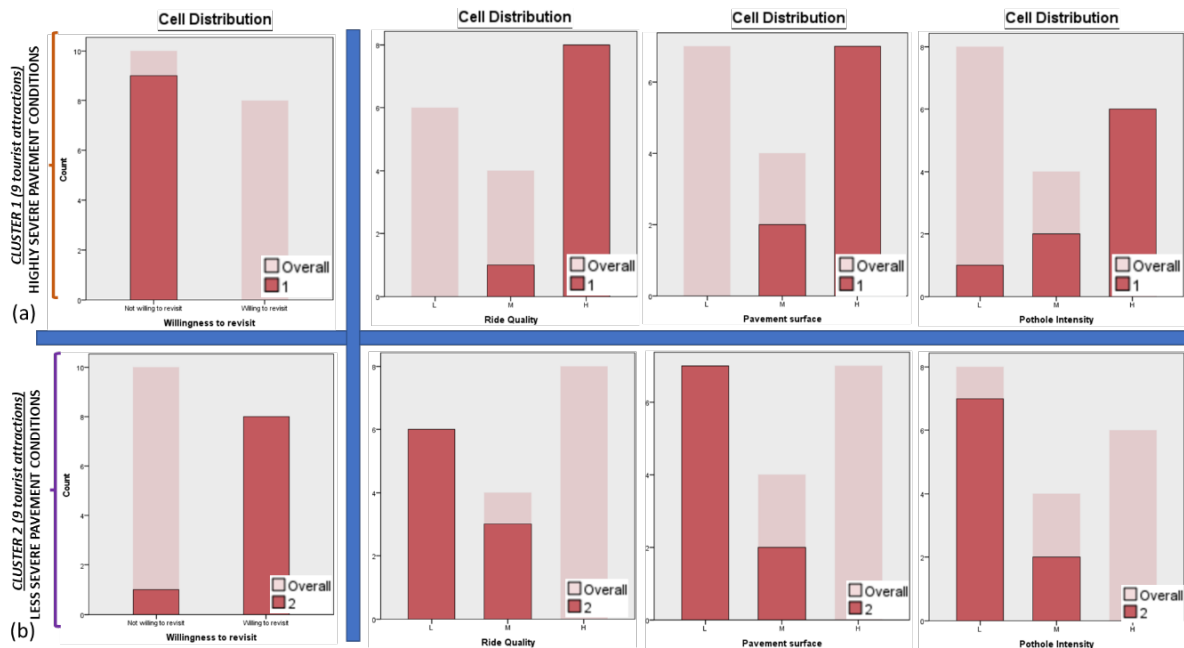 Cell Distribution
Cell Distribution
Cell Distribution
Cell Distribution
CLUSTER 1 (9 tourist attractions)
HIGHLY SEVERE PAVEMENT CONDITIONS
(a)
Count
10
8
6
4
2
0
Not willing to revisit
Willing to revisit
Willingness to revisit
Overall
1
8
6
4
2
0
L
M
H
Ride Quality
Overall
1
6
4
2
0
L
M
H
Pavement surface
Overall
1
8
6
4
2
0
L
M
H
Pothole Intensity
Overall
1
CLUSTER 2 (9 tourist attractions)
LESS SEVERE PAVEMENT CONDITIONS
(b)
Count
10
8
6
4
2
0
Not willing to revisit
Willing to revisit
Willingness to revisit
Overall
2
8
6
4
2
0
L
M
H
Ride Quality
Overall
2
6
4
2
0
L
M
H
Pavement surface
Overall
2
8
6
4
2
0
L
M
H
Pothole Intensity
Overall
2